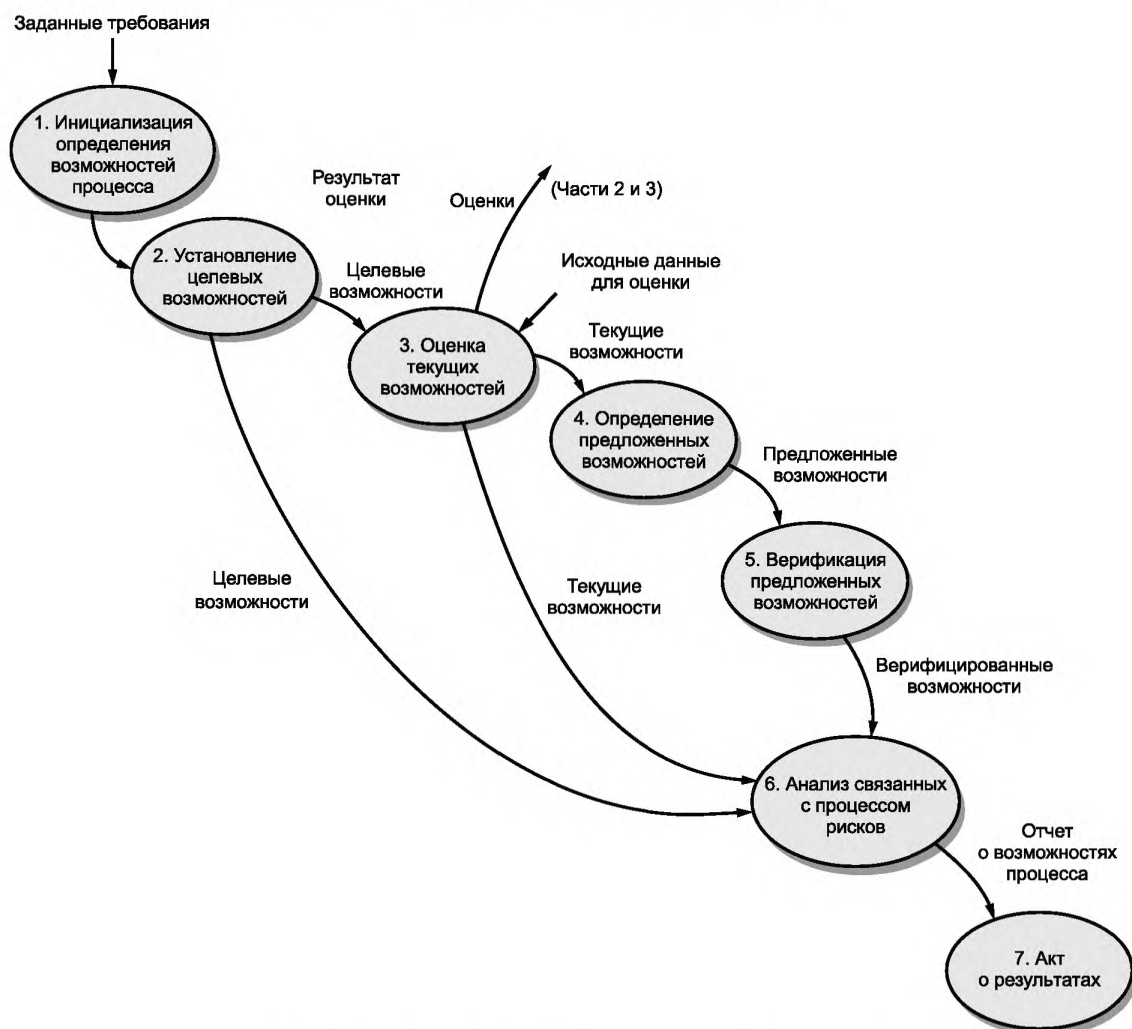 Заданные требования
1. Инициализация
определения
возможностей
процесса
Результат
оценки
Оценки
(Части 2 и 3)
2. Установление
целевых
возможностей
Целевые
возможности
Исходные данные
для оценки
3. Оценка
текущих
возможностей
Текущие
возможности
4. Определение
предложенных
возможностей
Предложенные
возможности
5. Верификация
предложенных
возможностей
Целевые
возможности
Текущие
возможности
Верифицированные
возможности
6. Анализ связанных
с процессом
рисков
Отчет
о возможностях
процесса
7. Акт
о результатах